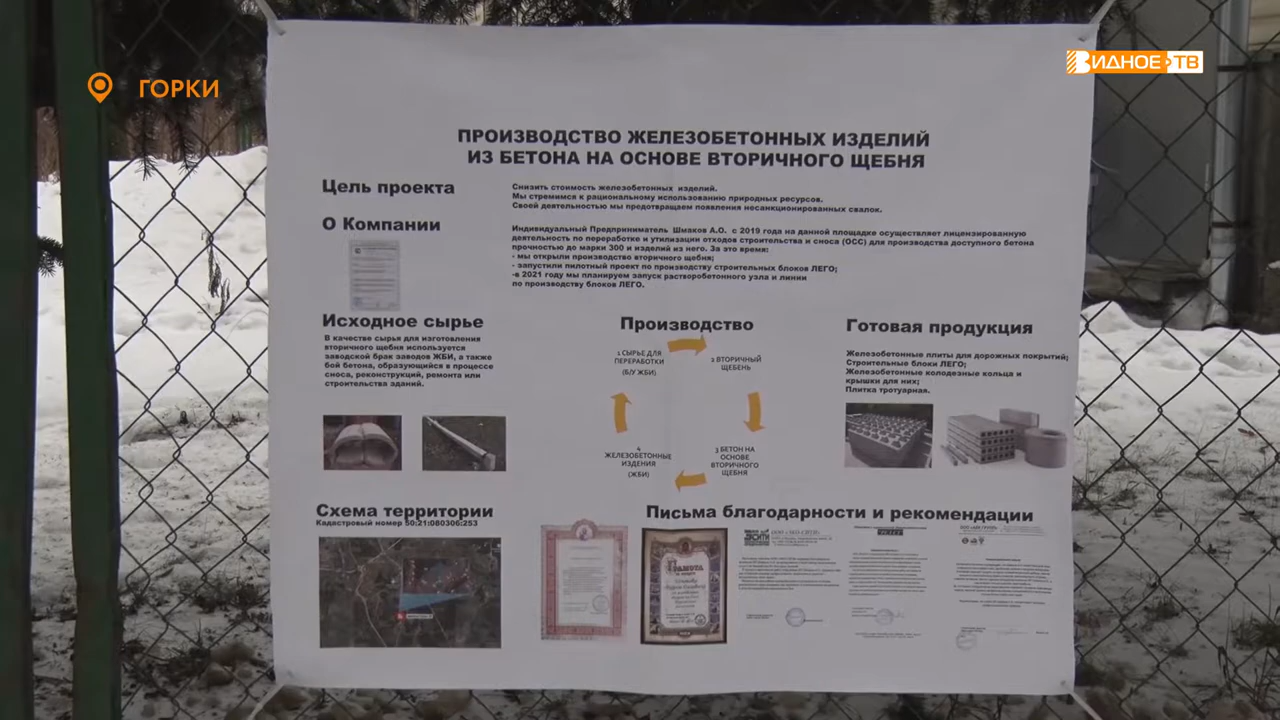 ГОРКИ
ВИДНОЕ ТВ
ПРОИЗВОДСТВО ЖЕЛЕЗОБЕТОННЫХ ИЗДЕЛИЙ
ИЗ БЕТОНА НА ОСНОВЕ ВТОРИЧНОГО ЩЕБНЯ
Цель проекта
Снизить стоимость железобетонных изделий.
Мы стремимся к рациональному использованию природных ресурсов.
Своей деятельностью мы предотвращаем появления несанкционированных свалок.
О Компании
Индивидуальный Предприниматель Шмаков А.О. с 2019 года на данной площадке осуществляет лицензированную
деятельность по переработке и утилизации отходов строительства и сноса (ОСС) для производства доступного бетона
прочностью до марки 300 и изделий из него. За это время:
- мы открыли производство вторичного щебня;
- запустили пилотный проект по производству строительных блоков ЛЕГО;
-в 2021 году мы планируем запуск растворобетонного узла и линии
по производству блоков ЛЕГО.
Исходное сырье
В качестве сырья для изготовления
вторичного щебня используется
заводской брак заводов ЖБИ, а также
бой бетона, образующийся в процессе
сноса, реконструкций, ремонта или
строительства зданий.
Производство
1 СЫРЬЕ ДЛЯ
ПЕРЕРАБОТКИ
(Б/У ЖБИ)
2 ВТОРИЧНЫЙ
ЩЕБЕНЬ
3 БЕТОН НА
ОСНОВЕ
ВТОРИЧНОГО
ЩЕБНЯ
4
ЖЕЛЕЗОБЕТОННЫЕ
ИЗДЕНИЯ
(ЖБИ)
Готовая продукция
Железобетонные плиты для дорожных покрытий;
Строительные блоки ЛЕГО;
Железобетонные колодезные кольца и
крышки для них;
Плитка тротуарная.
Схема территории
Кадастровый номер 50:21:080306:253
Письма благодарности и рекомендации
Грамота